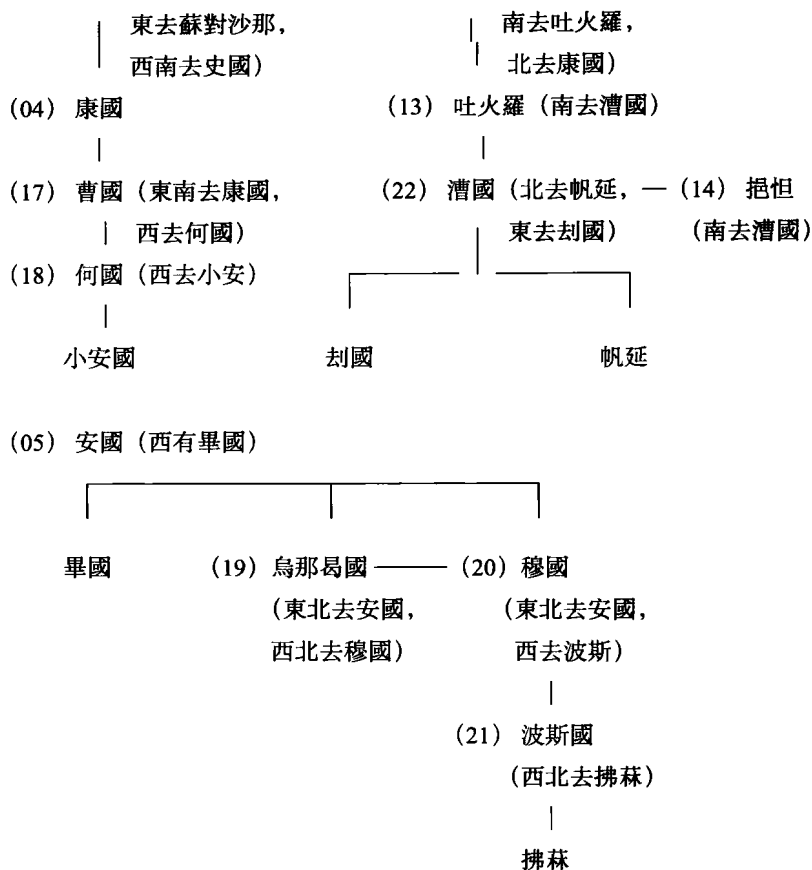 東去蘇對沙那， 南去吐火羅，
西南去史國） 北去康國）
(04) 康國 (13) 吐火羅（南去漕國）
(17) 曹國（東南去康國， (22) 漕國（北去帆延， (14) 挹怛
西去何國） 東去刦國） （南去漕國）
(18) 何國（西去小安）
小安國 刦國 帆延
(05) 安國（西有畢國）
畢國 (19) 烏那曷國 (20) 穆國
（東北去安國， （東北去安國，
西北去穆國） 西去波斯）
(21) 波斯國
（西北去拂菻）
拂菻